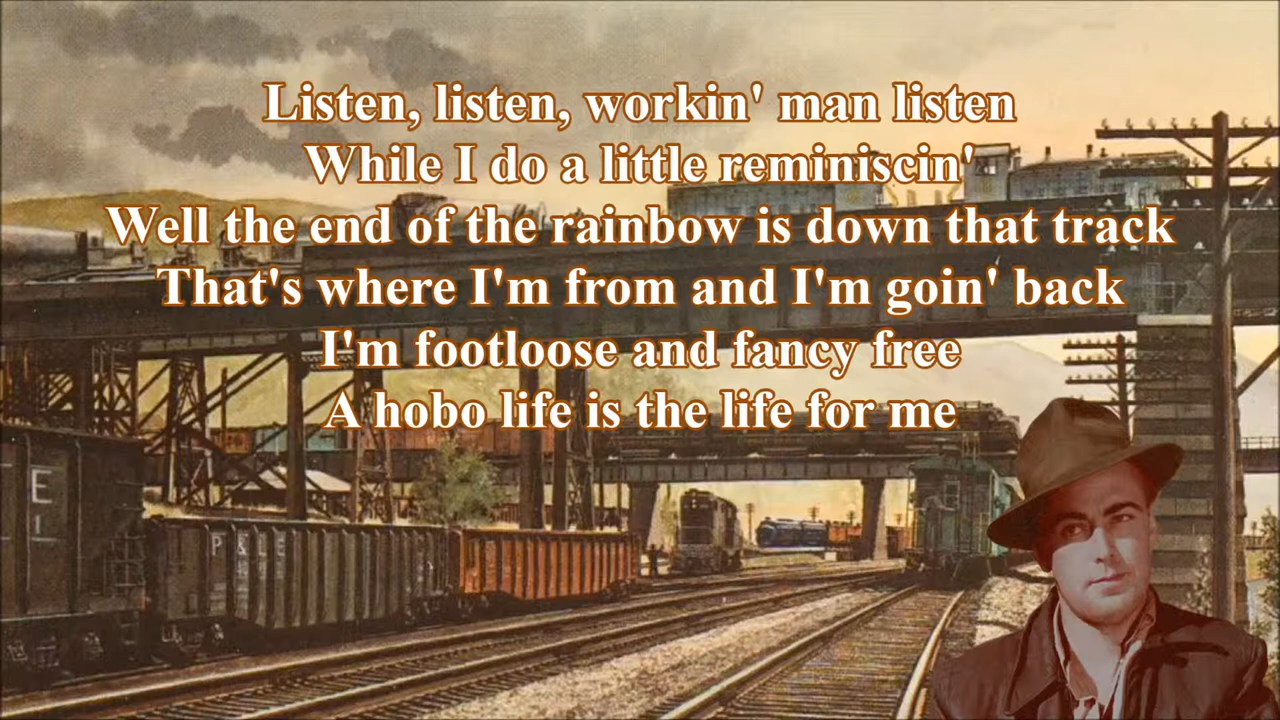 Listen, listen, workin' man listen
While I do a little reminiscin'
Well the end of the rainbow is down that track
That's where I'm from and I'm goin' back
I'm footloose and fancy free
A hobo life is the life for me
E
P & L E